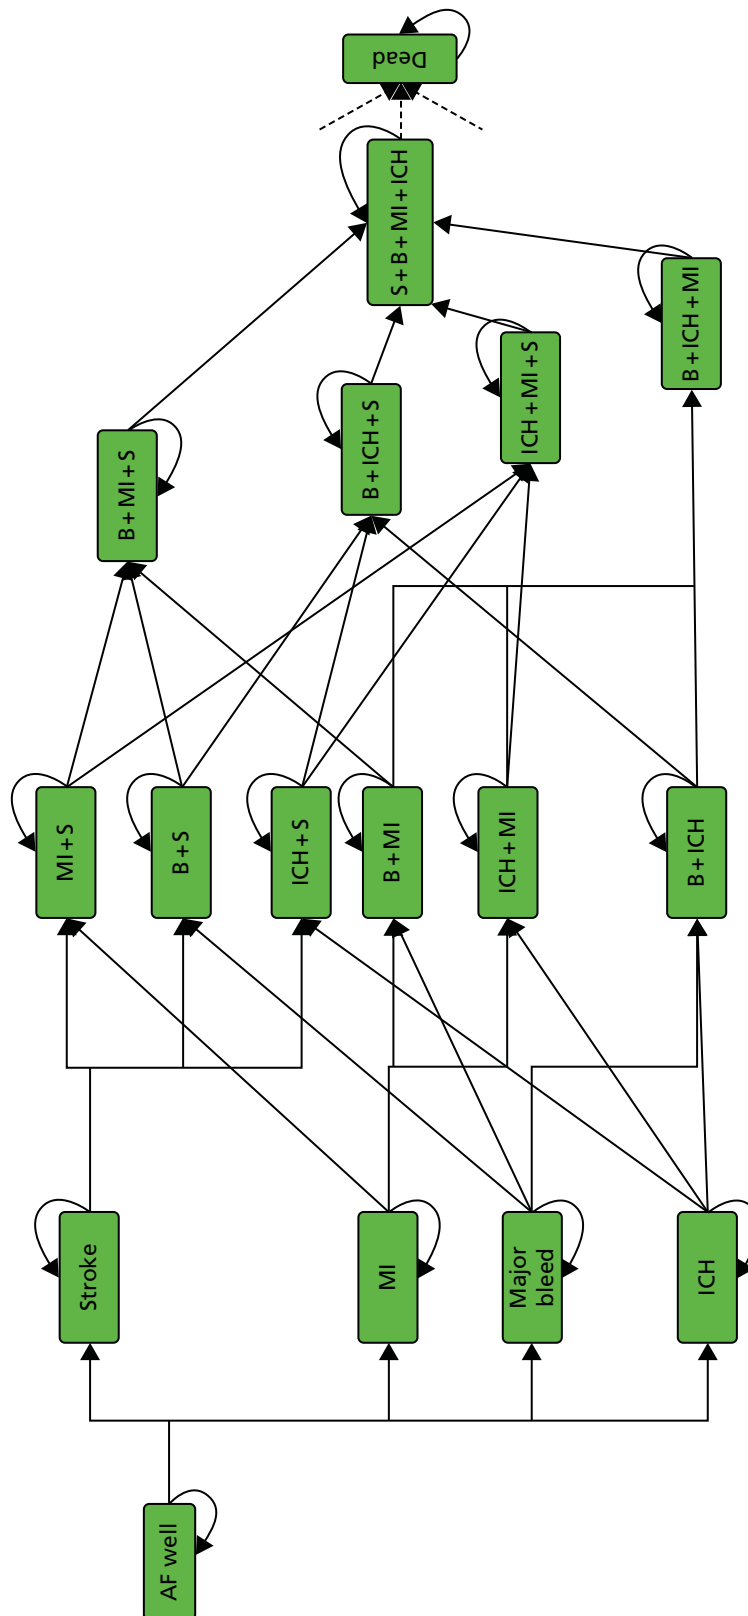 AF well
Stroke
MI
Major
bleed
ICH
MI + S
B + S
ICH + S
B + MI
ICH + MI
B + ICH
B + MI + S
B + ICH + S
ICH + MI + S
B + ICH + MI
S + B + MI + ICH
Dead